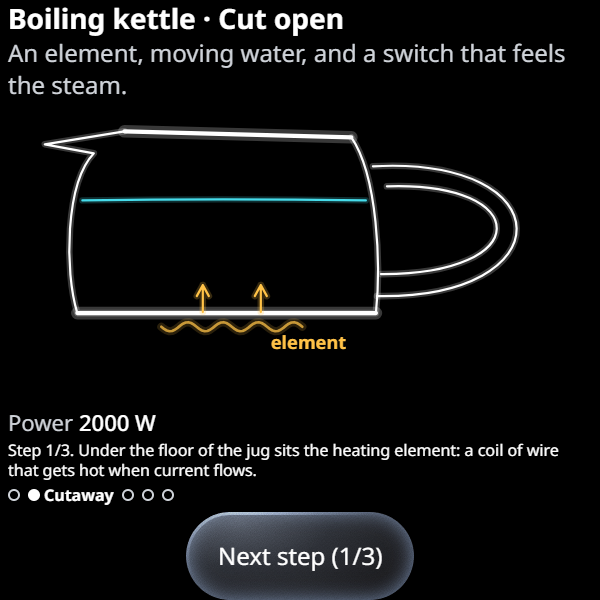 Boiling kettle · Cut open
An element, moving water, and a switch that feels
the steam.
element
Power 2000 W
Step 1/3. Under the floor of the jug sits the heating element: a coil of wire
that gets hot when current flows.
Cutaway
Next step (1/3)